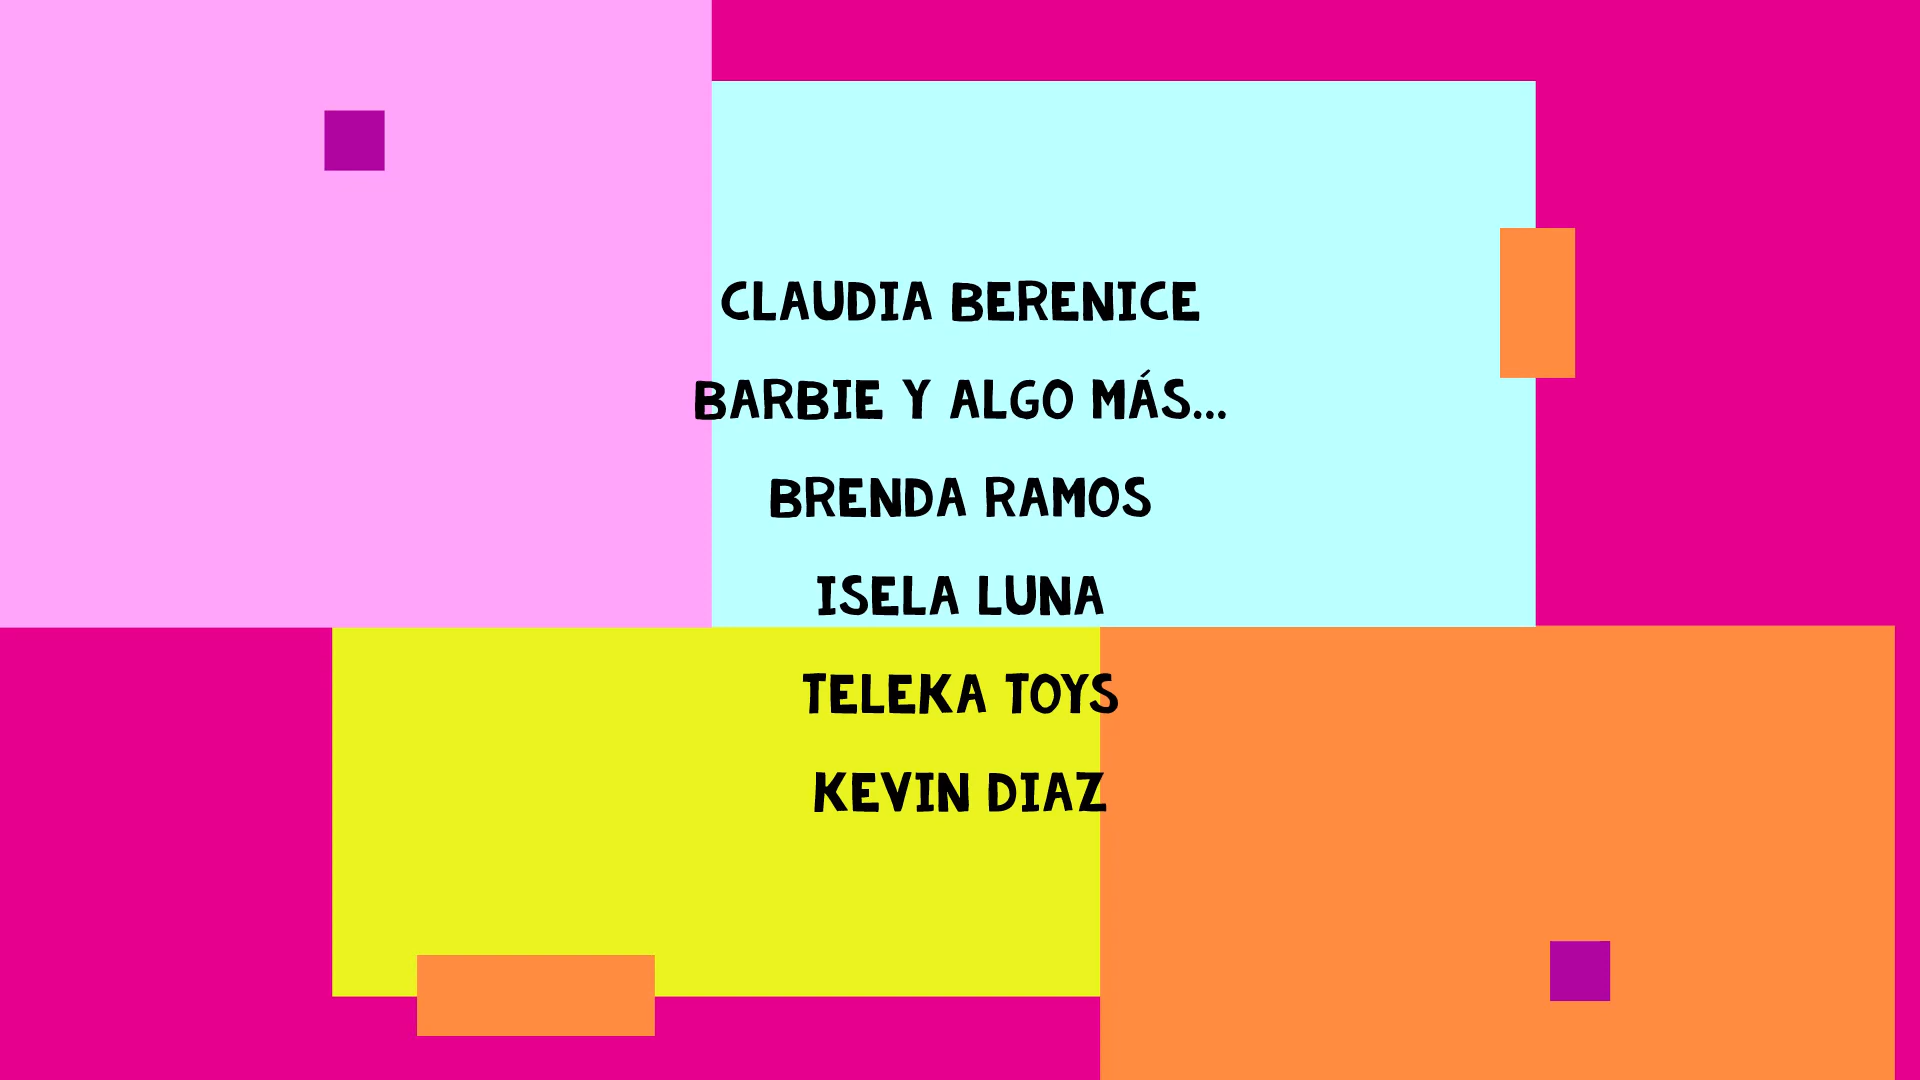 CLAUDIA BERENICE
BARBIE Y ALGO MÁS...
BRENDA RAMOS
ISELA LUNA
TELEKA TOYS
KEVIN DIAZ